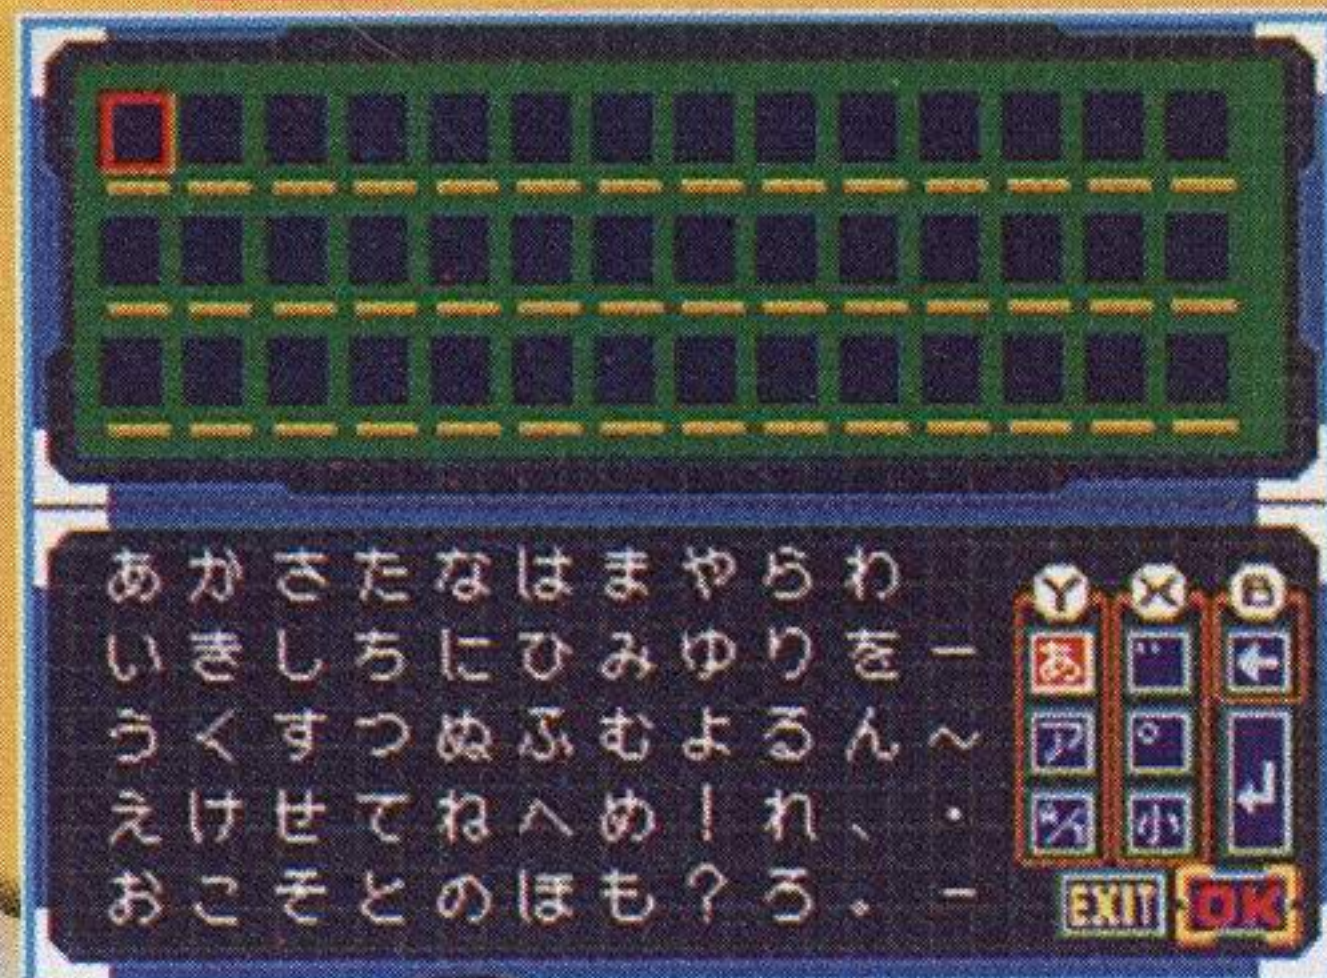 あ か さ た な は ま や ら わ
い き し ち に ひ み ゆ り を ー
う く す つ ぬ ふ む よ る ん ～
え け せ て ね へ め ！ れ 、 ・
お こ そ と の ほ も ？ ろ 。 －
Y X B
あ ゛ ←
ア ゜ ↵
小
EXIT OK